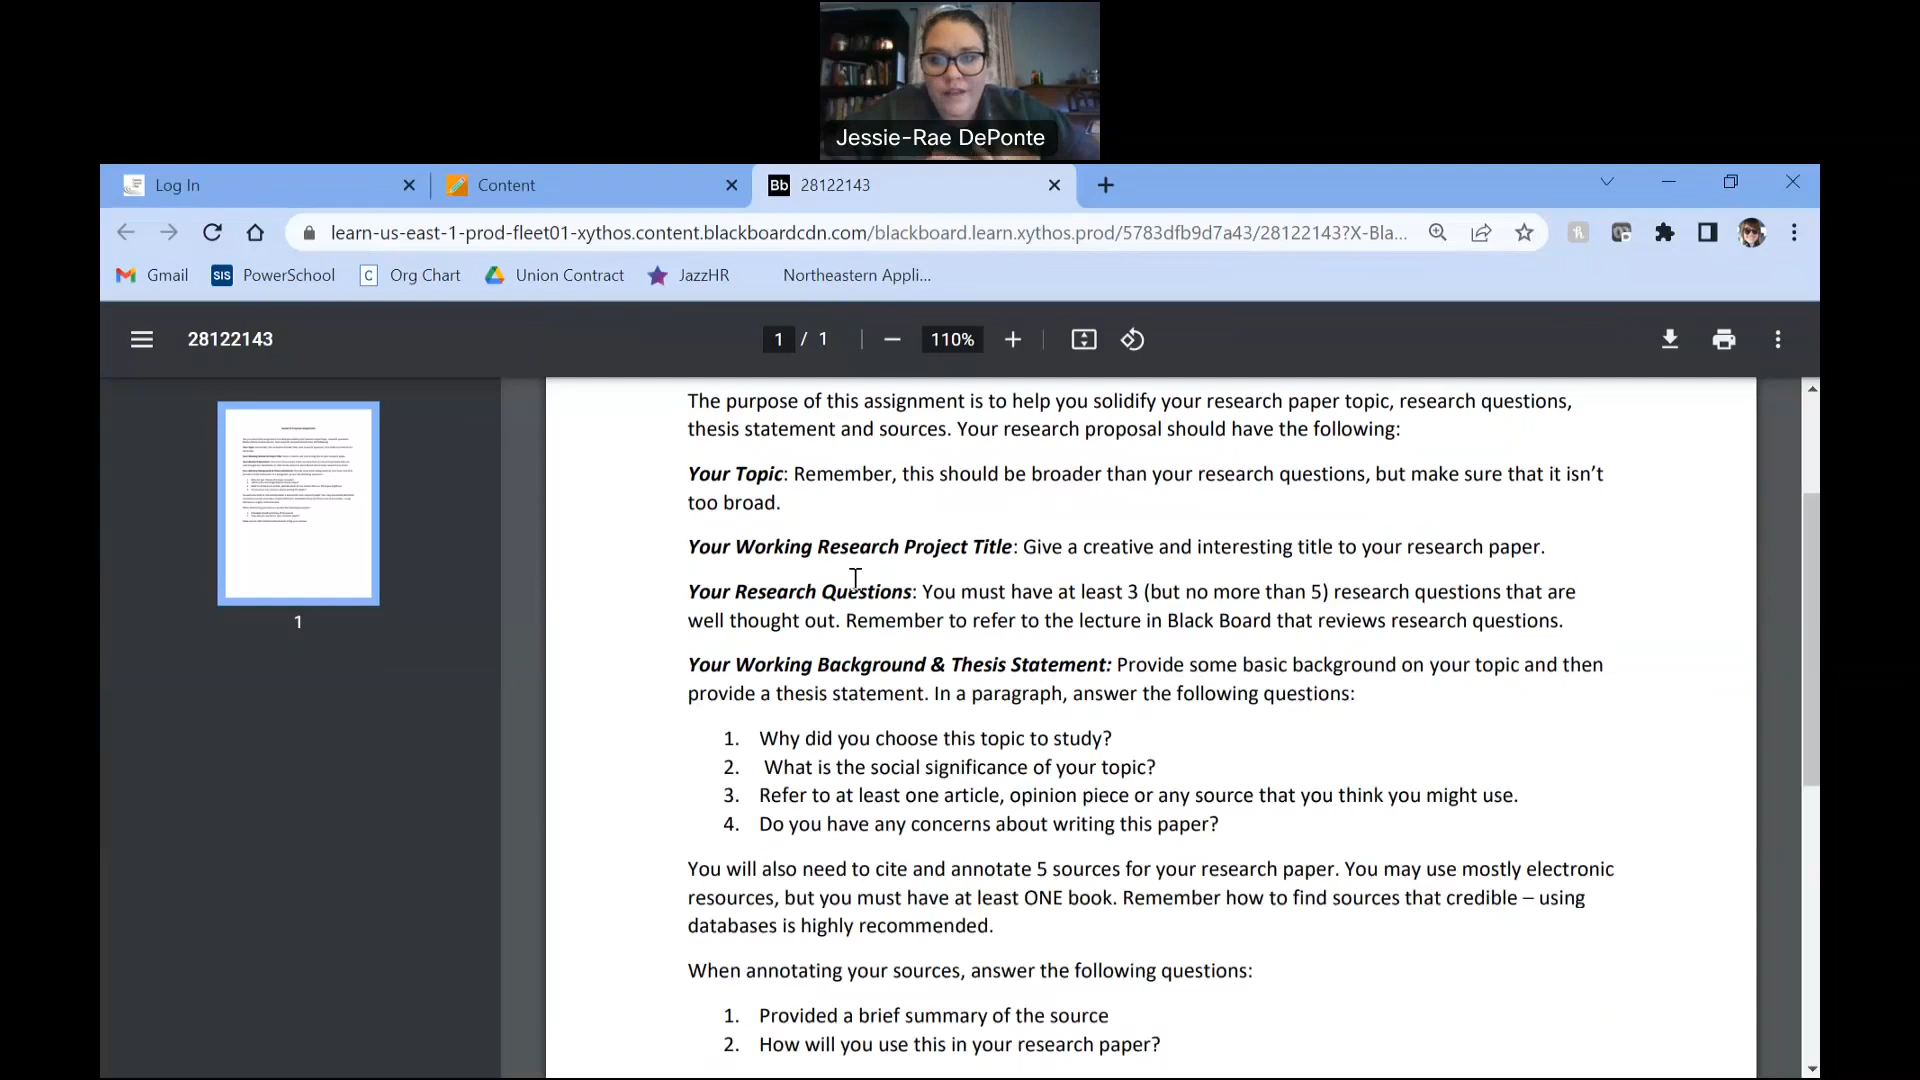 Jessie-Rae DePonte
Log In
Content
Bb 28122143
learn-us-east-1-prod-fleet01-xythos.content.blackboardcdn.com/blackboard.learn.xythos.prod/5783dfb9d7a43/28122143?X-Bla...
Gmail
SIS PowerSchool
C Org Chart
Union Contract
JazzHR
Northeastern Appli...
28122143
1 / 1
110%
1
The purpose of this assignment is to help you solidify your research paper topic, research questions,
thesis statement and sources. Your research proposal should have the following:
Your Topic: Remember, this should be broader than your research questions, but make sure that it isn't
too broad.
Your Working Research Project Title: Give a creative and interesting title to your research paper.
Your Research Questions: You must have at least 3 (but no more than 5) research questions that are
well thought out. Remember to refer to the lecture in Black Board that reviews research questions.
Your Working Background & Thesis Statement: Provide some basic background on your topic and then
provide a thesis statement. In a paragraph, answer the following questions:
1. Why did you choose this topic to study?
2. What is the social significance of your topic?
3. Refer to at least one article, opinion piece or any source that you think you might use.
4. Do you have any concerns about writing this paper?
You will also need to cite and annotate 5 sources for your research paper. You may use mostly electronic
resources, but you must have at least ONE book. Remember how to find sources that credible – using
databases is highly recommended.
When annotating your sources, answer the following questions:
1. Provided a brief summary of the source
2. How will you use this in your research paper?